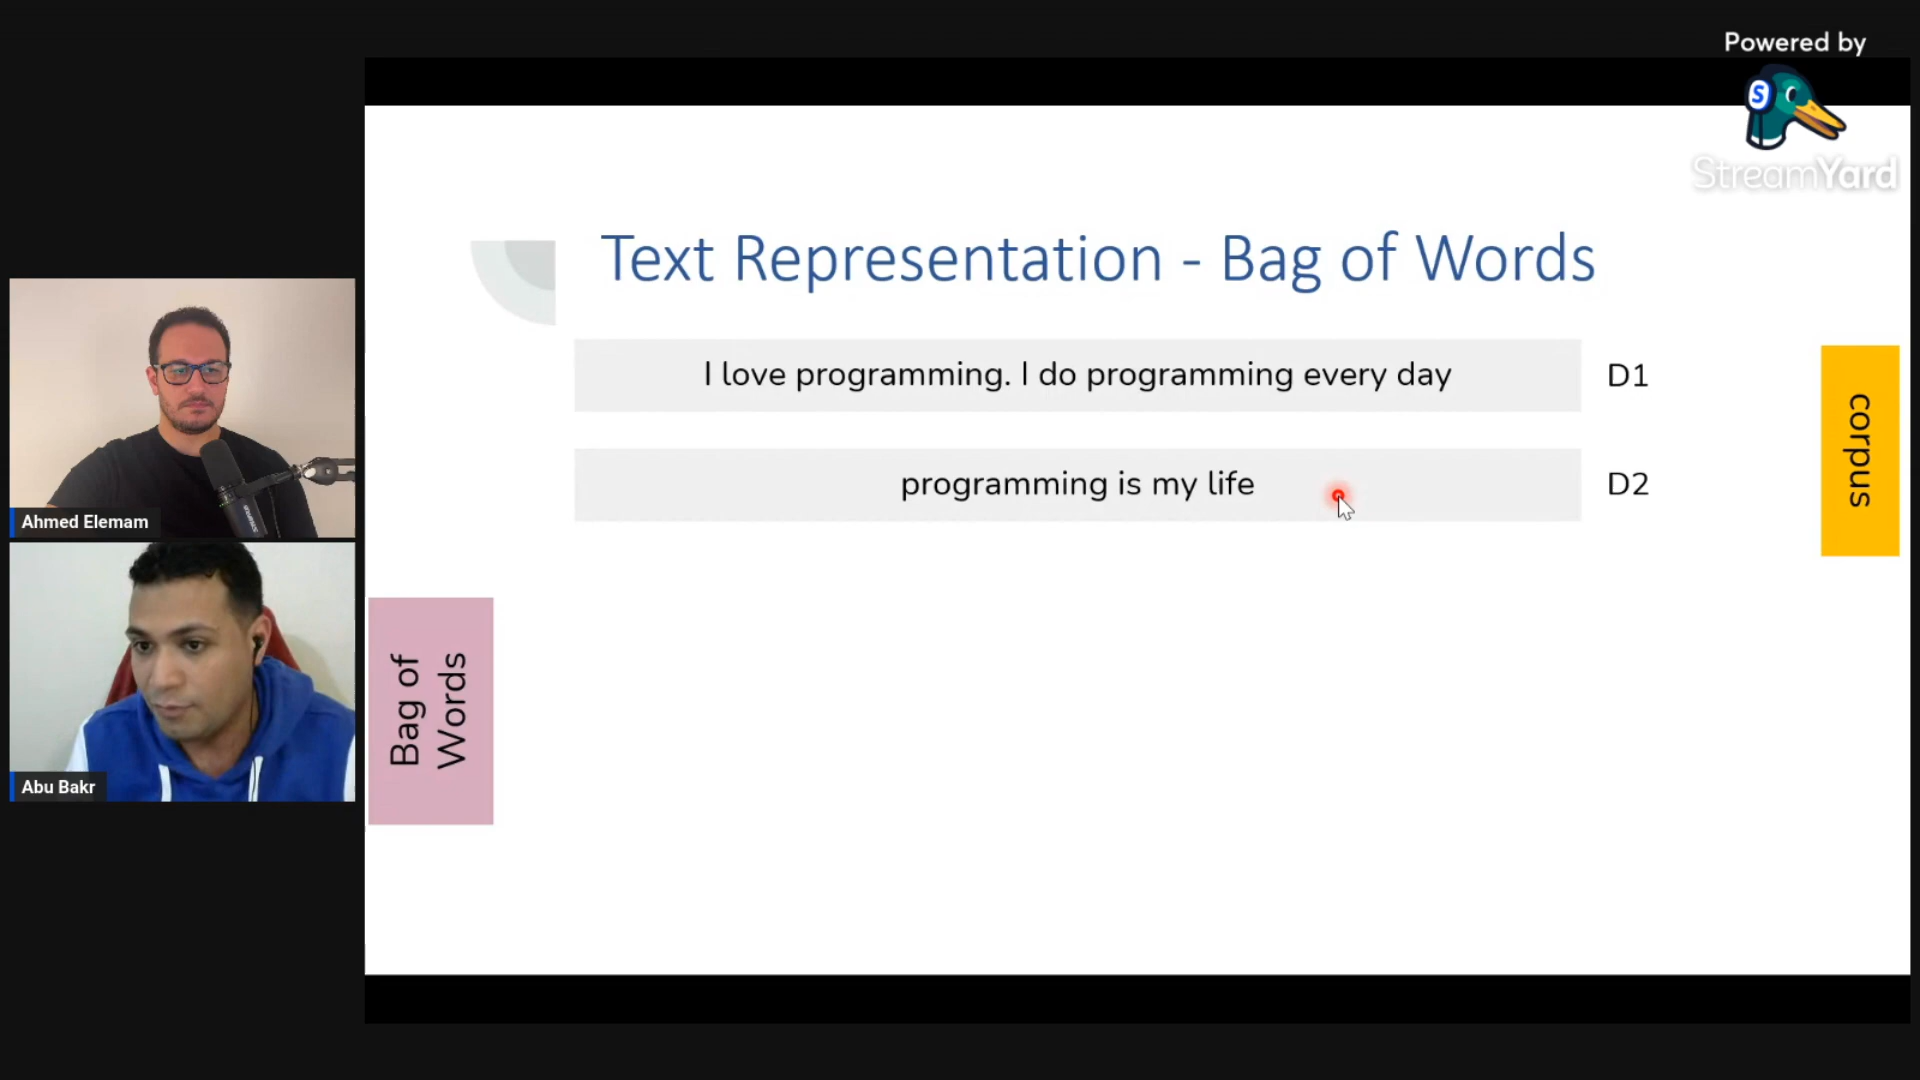 Powered by
StreamYard
Text Representation - Bag of Words
I love programming. I do programming every day
D1
programming is my life
D2
corpus
Bag of
Words
Ahmed Elemam
Abu Bakr